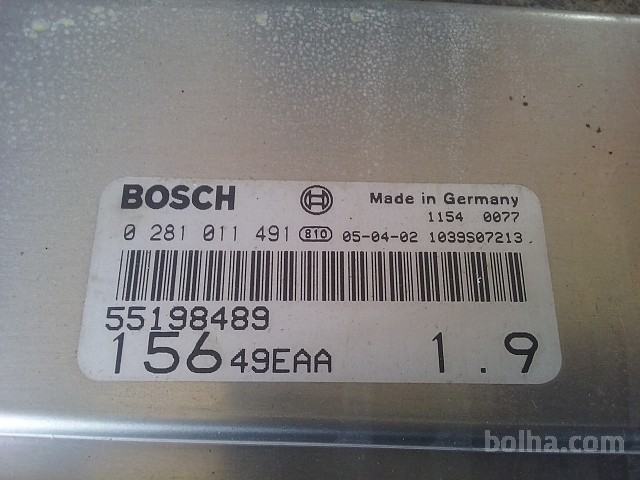 BOSCH Made in Germany
1154 0077
0 281 011 491 810 05-04-02 1039S07213
55198489
156 49EAA 1.9
bolha.com